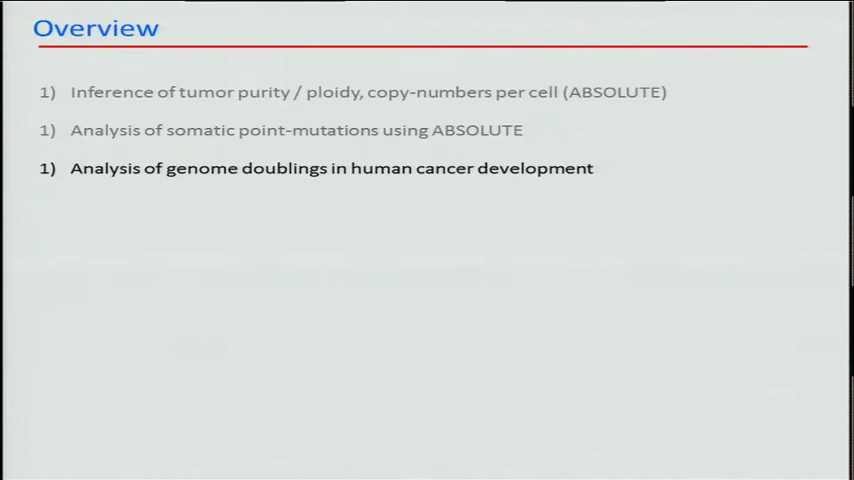 Overview
1) Inference of tumor purity / ploidy, copy-numbers per cell (ABSOLUTE)
1) Analysis of somatic point-mutations using ABSOLUTE
1) Analysis of genome doublings in human cancer development